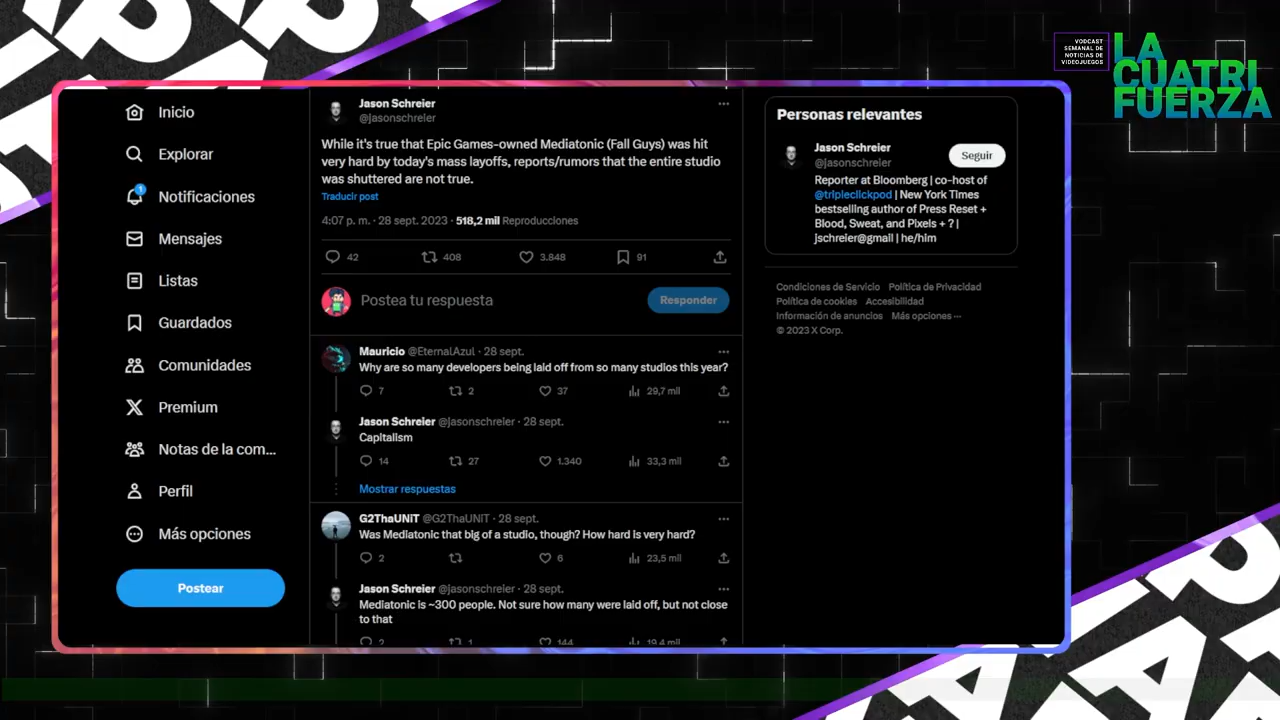 VODCAST
SEMANAL DE
NOTICIAS DE
VIDEOJUEGOS
LA
CUATRI
FUERZA
Inicio
Explorar
1
Notificaciones
Mensajes
Listas
Guardados
Comunidades
Premium
Notas de la com...
Perfil
Más opciones
Postear
Jason Schreier
@jasonschreier
While it's true that Epic Games-owned Mediatonic (Fall Guys) was hit
very hard by today's mass layoffs, reports/rumors that the entire studio
was shuttered are not true.
Traducir post
4:07 p. m. · 28 sept. 2023 · 518,2 mil Reproducciones
42 408 3.848 91
Postea tu respuesta
Responder
Mauricio @EternalAzul · 28 sept.
Why are so many developers being laid off from so many studios this year?
7 2 37 29,7 mil
Jason Schreier @jasonschreier · 28 sept.
Capitalism
14 27 1.340 33,3 mil
Mostrar respuestas
G2ThaUNiT @G2ThaUNiT · 28 sept.
Was Mediatonic that big of a studio, though? How hard is very hard?
2 6 23,5 mil
Jason Schreier @jasonschreier · 28 sept.
Mediatonic is ~300 people. Not sure how many were laid off, but not close
to that
2 1 144 19,4 mil
Personas relevantes
Jason Schreier
@jasonschreier
Seguir
Reporter at Bloomberg | co-host of
@tripleclickpod | New York Times
bestselling author of Press Reset +
Blood, Sweat, and Pixels + ? |
jschreier@gmail | he/him
Condiciones de Servicio Política de Privacidad
Política de cookies Accesibilidad
Información de anuncios Más opciones ···
© 2023 X Corp.